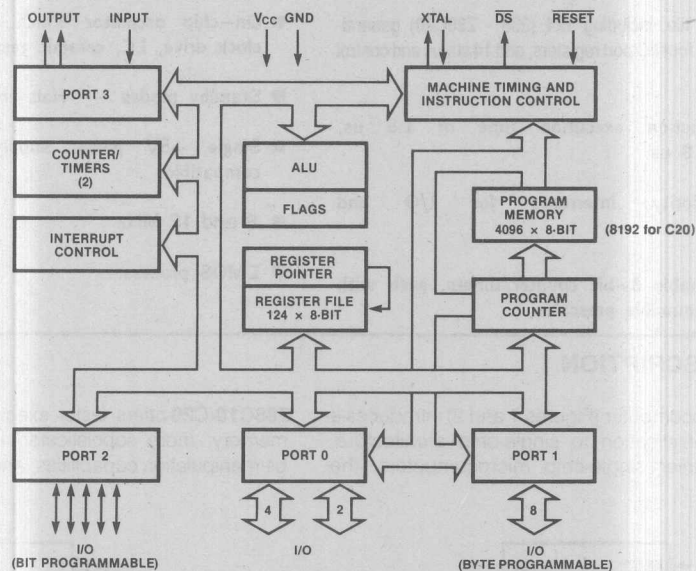 OUTPUT INPUT VCC GND XTAL DS RESET
PORT 3
MACHINE TIMING AND
INSTRUCTION CONTROL
COUNTER/
TIMERS
(2)
ALU
FLAGS
INTERRUPT
CONTROL
PROGRAM
MEMORY
4096 × 8-BIT
(8192 for C20)
REGISTER
POINTER
REGISTER FILE
124 × 8-BIT
PROGRAM
COUNTER
PORT 2
PORT 0
PORT 1
4
2
8
I/O
(BIT PROGRAMMABLE)
I/O
I/O
(BYTE PROGRAMMABLE)